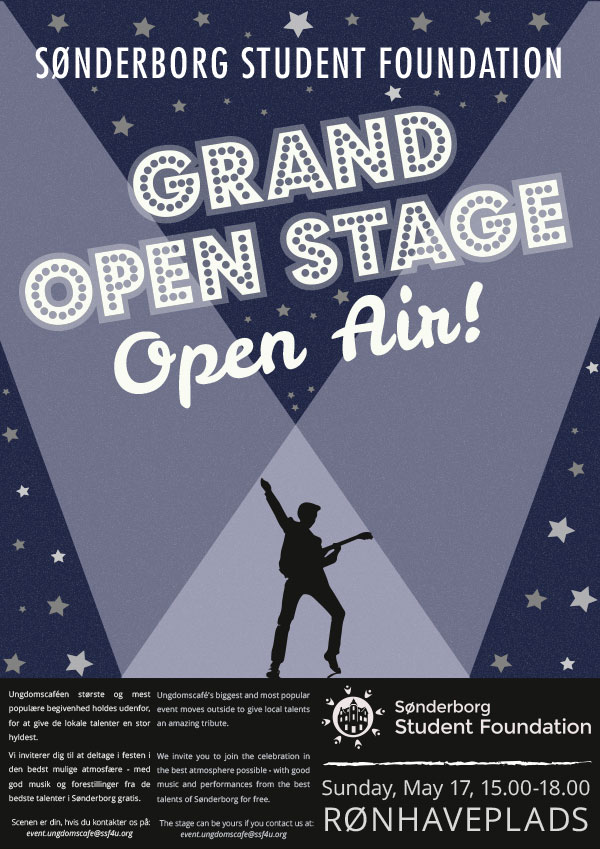 SØNDERBORG STUDENT FOUNDATION
GRAND
OPEN STAGE
Open Air!
Ungdomscaféen største og mest
populære begivenhed holdes udenfor,
for at give de lokale talenter en stor
hyldest.
Vi inviterer dig til at deltage i festen i
den bedst mulige atmosfære - med
god musik og forestillinger fra de
bedste talenter i Sønderborg gratis.
Scenen er din, hvis du kontakter os på:
event.ungdomscafe@ssf4u.org
Ungdomscafé's biggest and most popular
event moves outside to give local talents
an amazing tribute.
We invite you to join the celebration in
the best atmosphere possible - with good
music and performances from the best
talents of Sønderborg for free.
The stage can be yours if you contact us at:
event.ungdomscafe@ssf4u.org
Sønderborg
Student Foundation
Sunday, May 17, 15.00-18.00
RØNHAVEPLADS